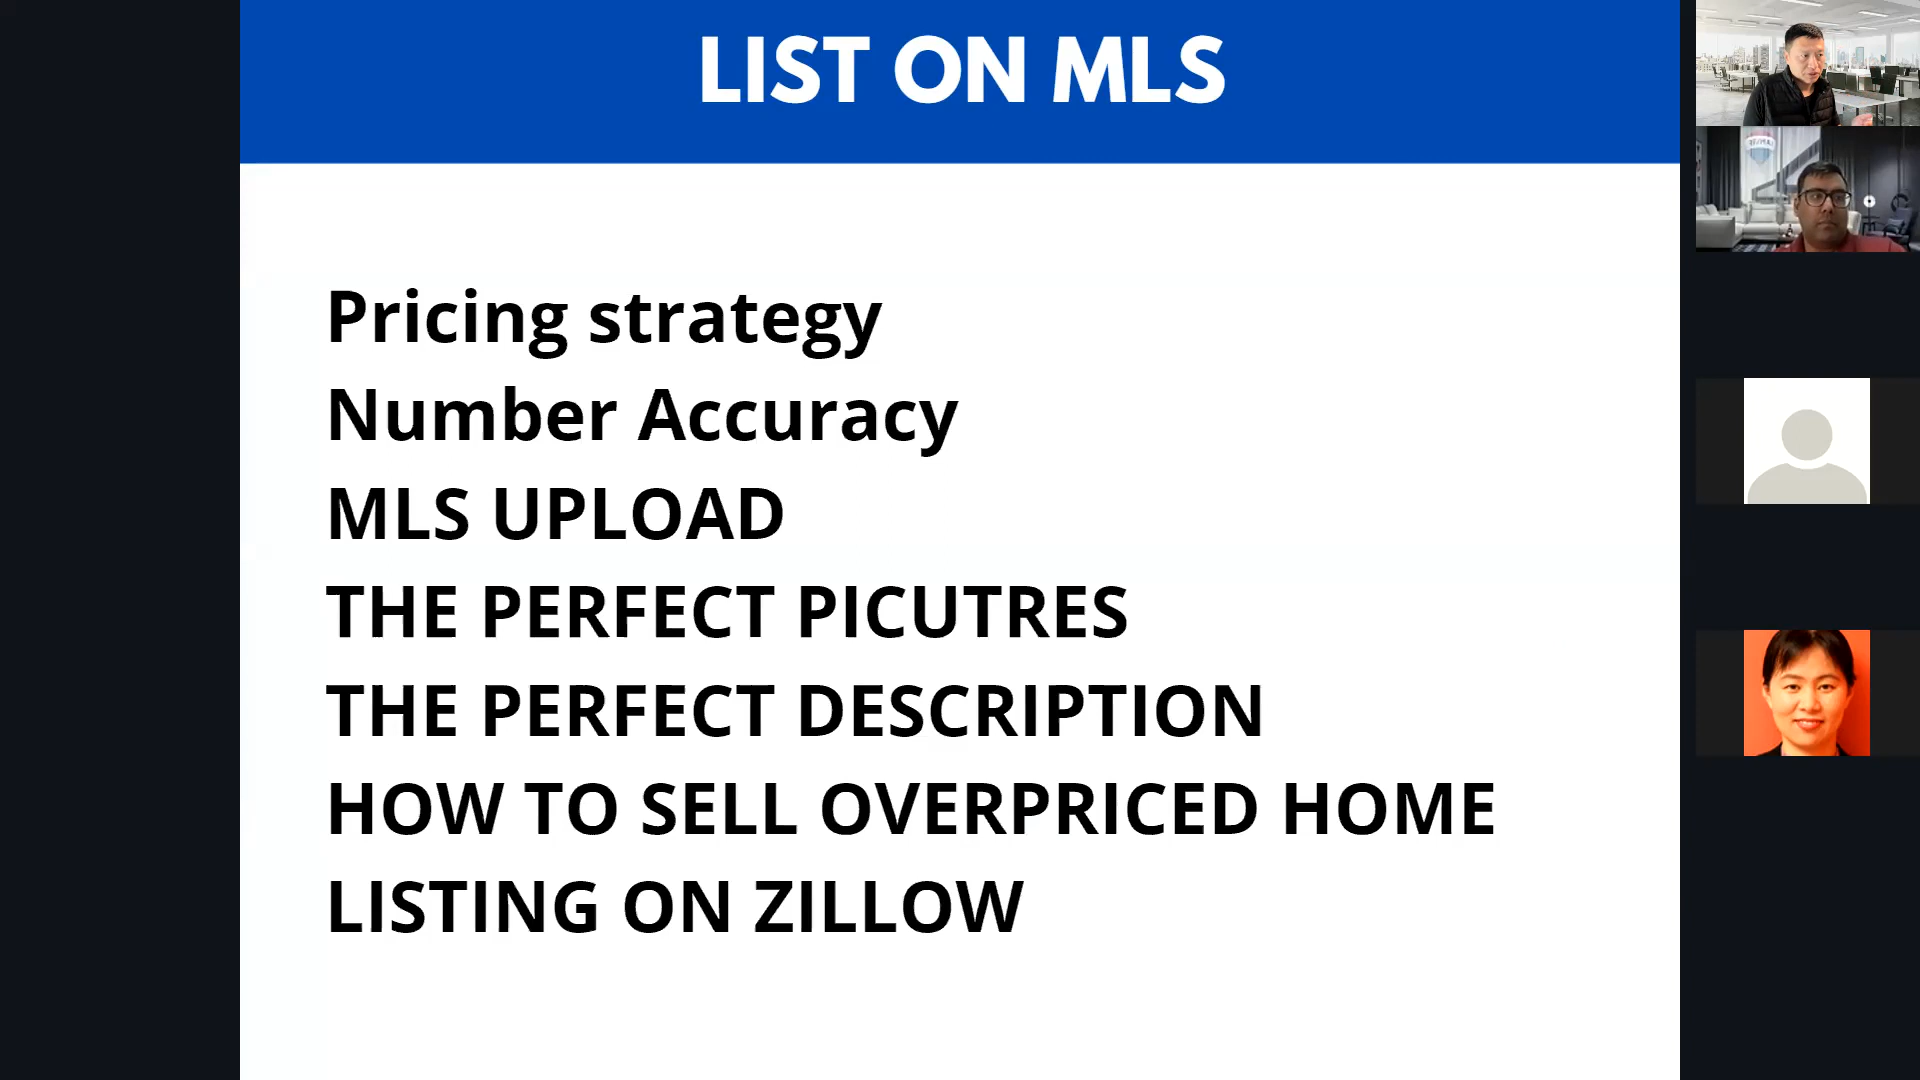 LIST ON MLS
Pricing strategy
Number Accuracy
MLS UPLOAD
THE PERFECT PICUTRES
THE PERFECT DESCRIPTION
HOW TO SELL OVERPRICED HOME
LISTING ON ZILLOW